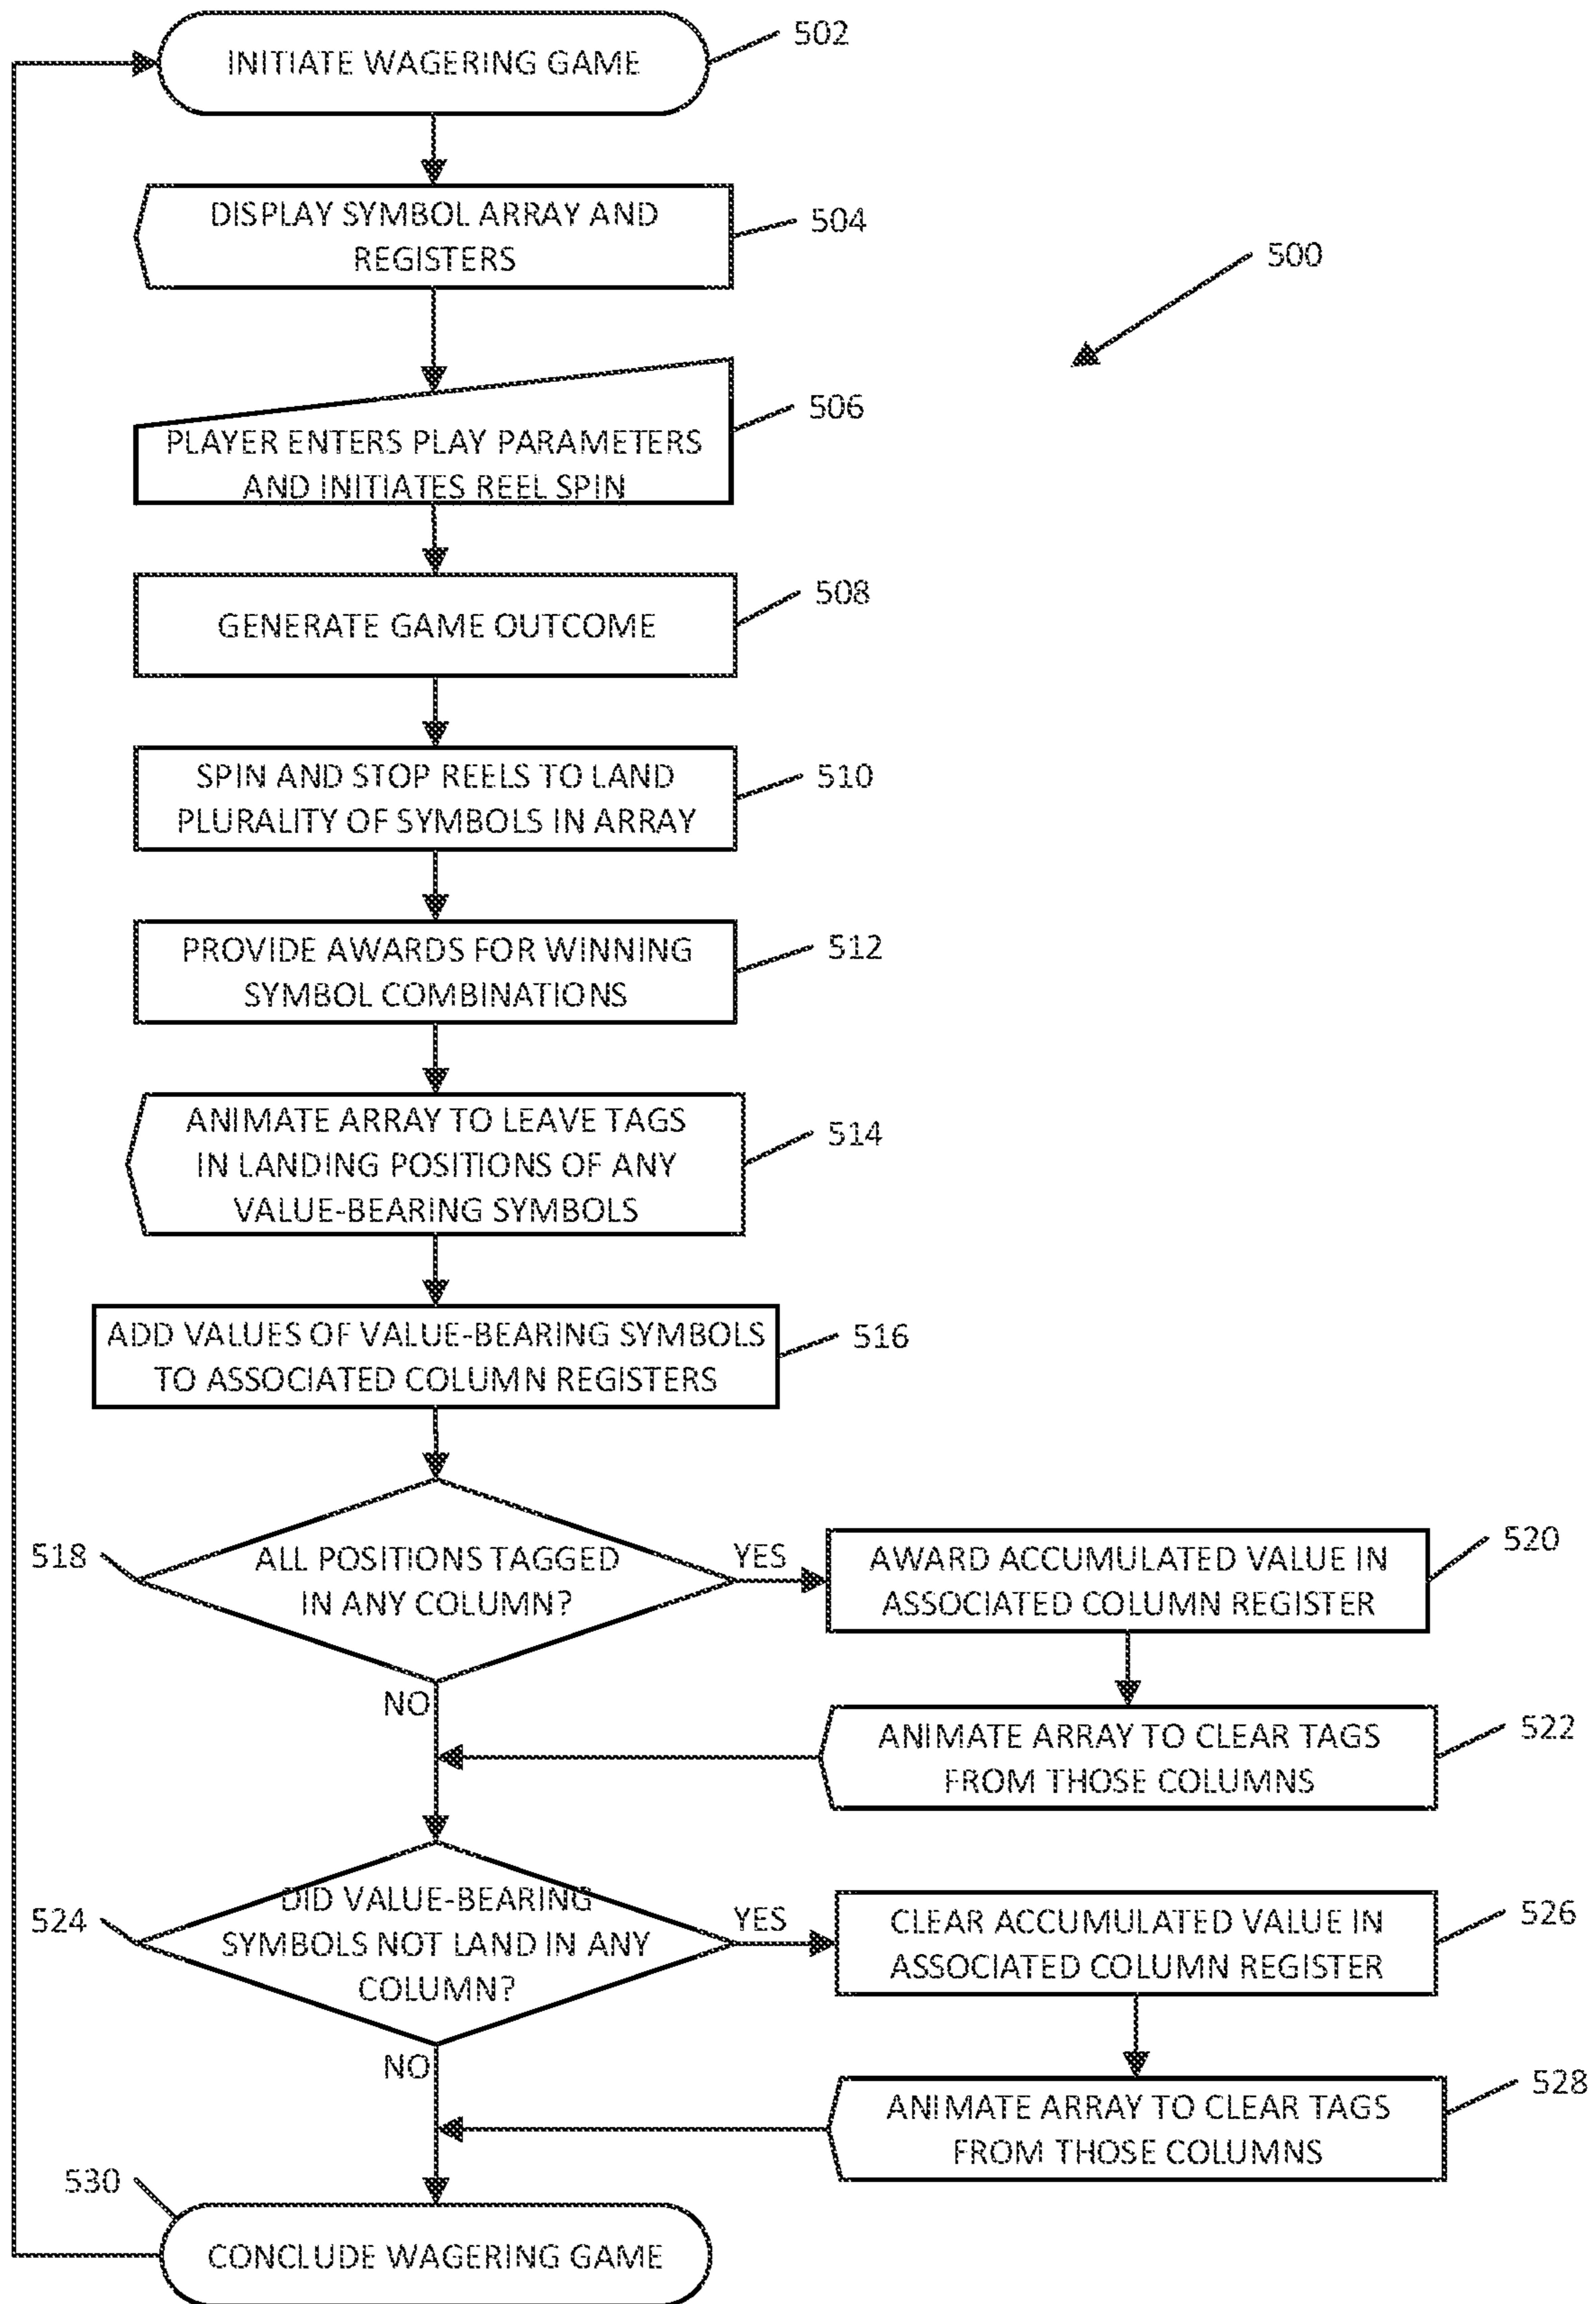 INITIATE WAGERING GAME
502
DISPLAY SYMBOL ARRAY AND
REGISTERS
504
500
PLAYER ENTERS PLAY PARAMETERS
AND INITIATES REEL SPIN
506
GENERATE GAME OUTCOME
508
SPIN AND STOP REELS TO LAND
PLURALITY OF SYMBOLS IN ARRAY
510
PROVIDE AWARDS FOR WINNING
SYMBOL COMBINATIONS
512
ANIMATE ARRAY TO LEAVE TAGS
IN LANDING POSITIONS OF ANY
VALUE-BEARING SYMBOLS
514
ADD VALUES OF VALUE-BEARING SYMBOLS
TO ASSOCIATED COLUMN REGISTERS
516
518
ALL POSITIONS TAGGED
IN ANY COLUMN?
YES
AWARD ACCUMULATED VALUE IN
ASSOCIATED COLUMN REGISTER
520
NO
ANIMATE ARRAY TO CLEAR TAGS
FROM THOSE COLUMNS
522
524
DID VALUE-BEARING
SYMBOLS NOT LAND IN ANY
COLUMN?
YES
CLEAR ACCUMULATED VALUE IN
ASSOCIATED COLUMN REGISTER
526
NO
ANIMATE ARRAY TO CLEAR TAGS
FROM THOSE COLUMNS
528
530
CONCLUDE WAGERING GAME